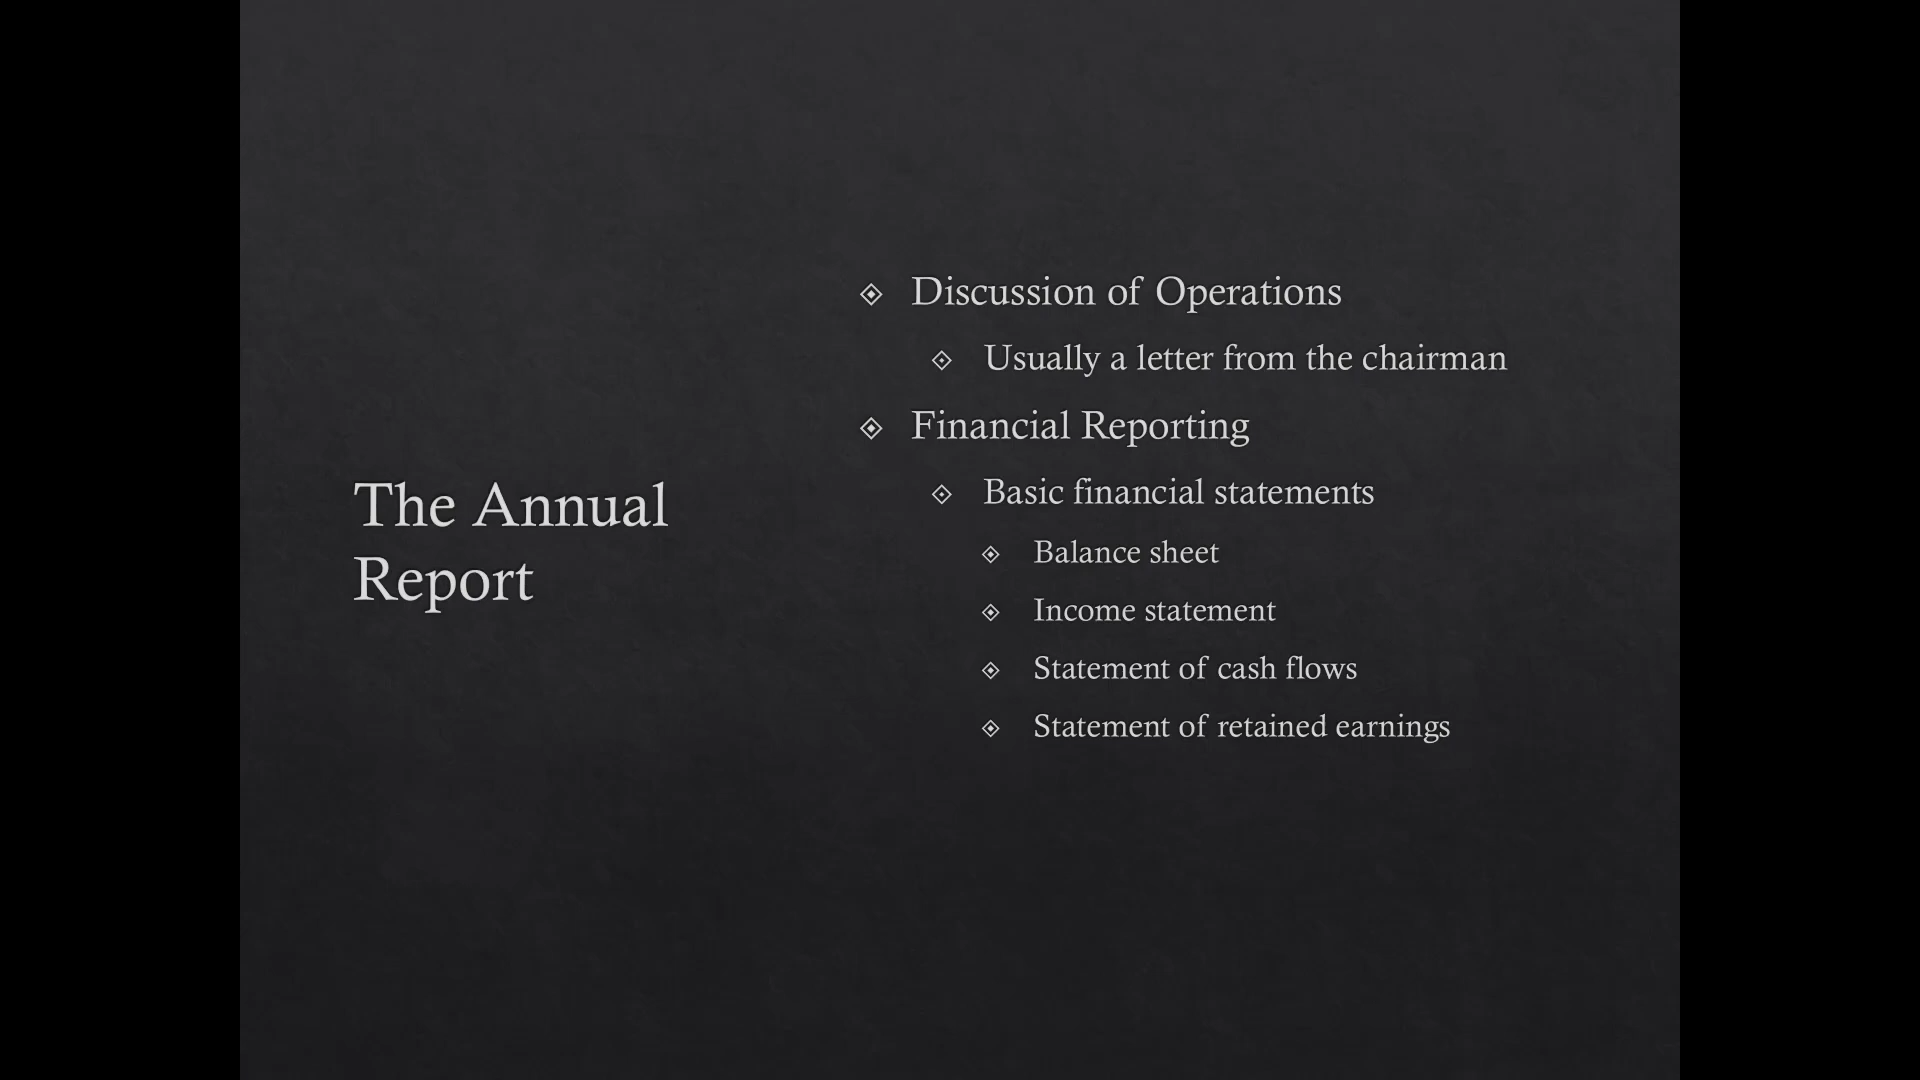 The Annual
Report
Discussion of Operations
Usually a letter from the chairman
Financial Reporting
Basic financial statements
Balance sheet
Income statement
Statement of cash flows
Statement of retained earnings